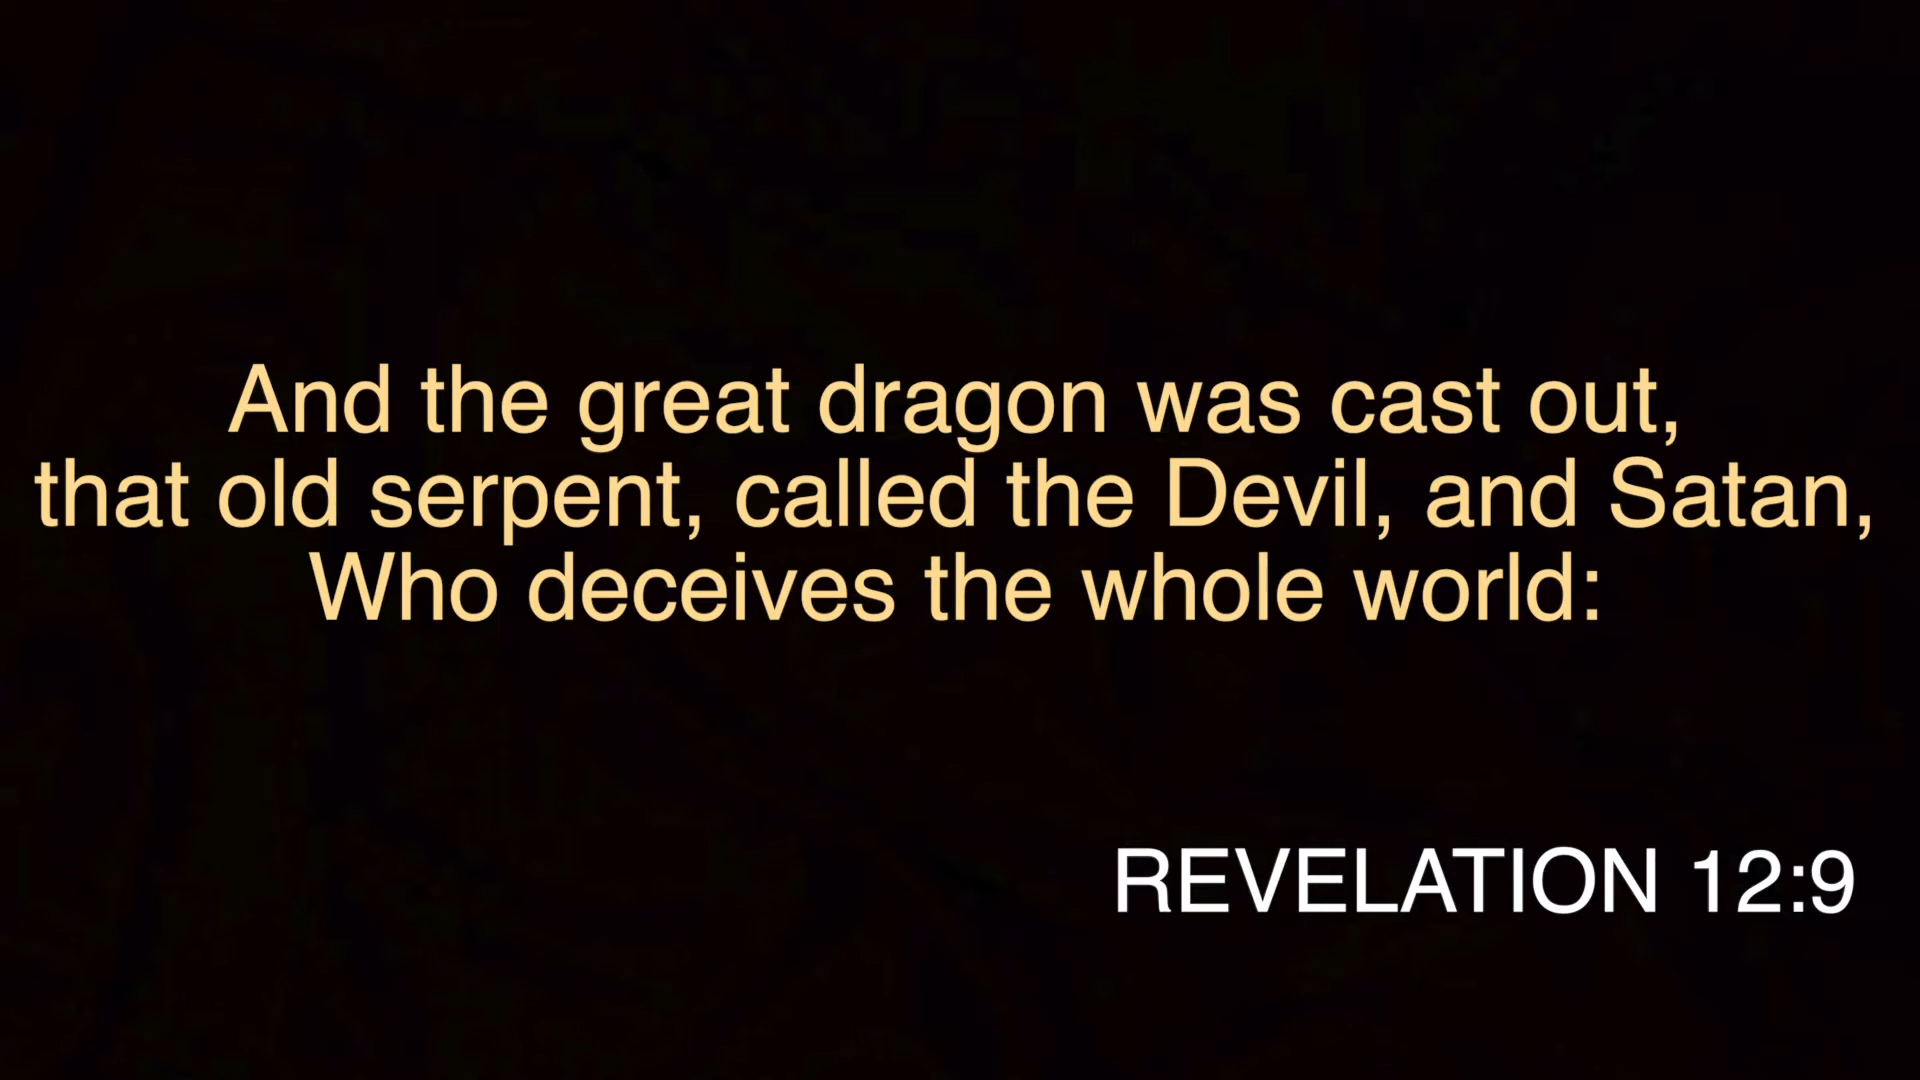 And the great dragon was cast out,
that old serpent, called the Devil, and Satan,
Who deceives the whole world:
REVELATION 12:9